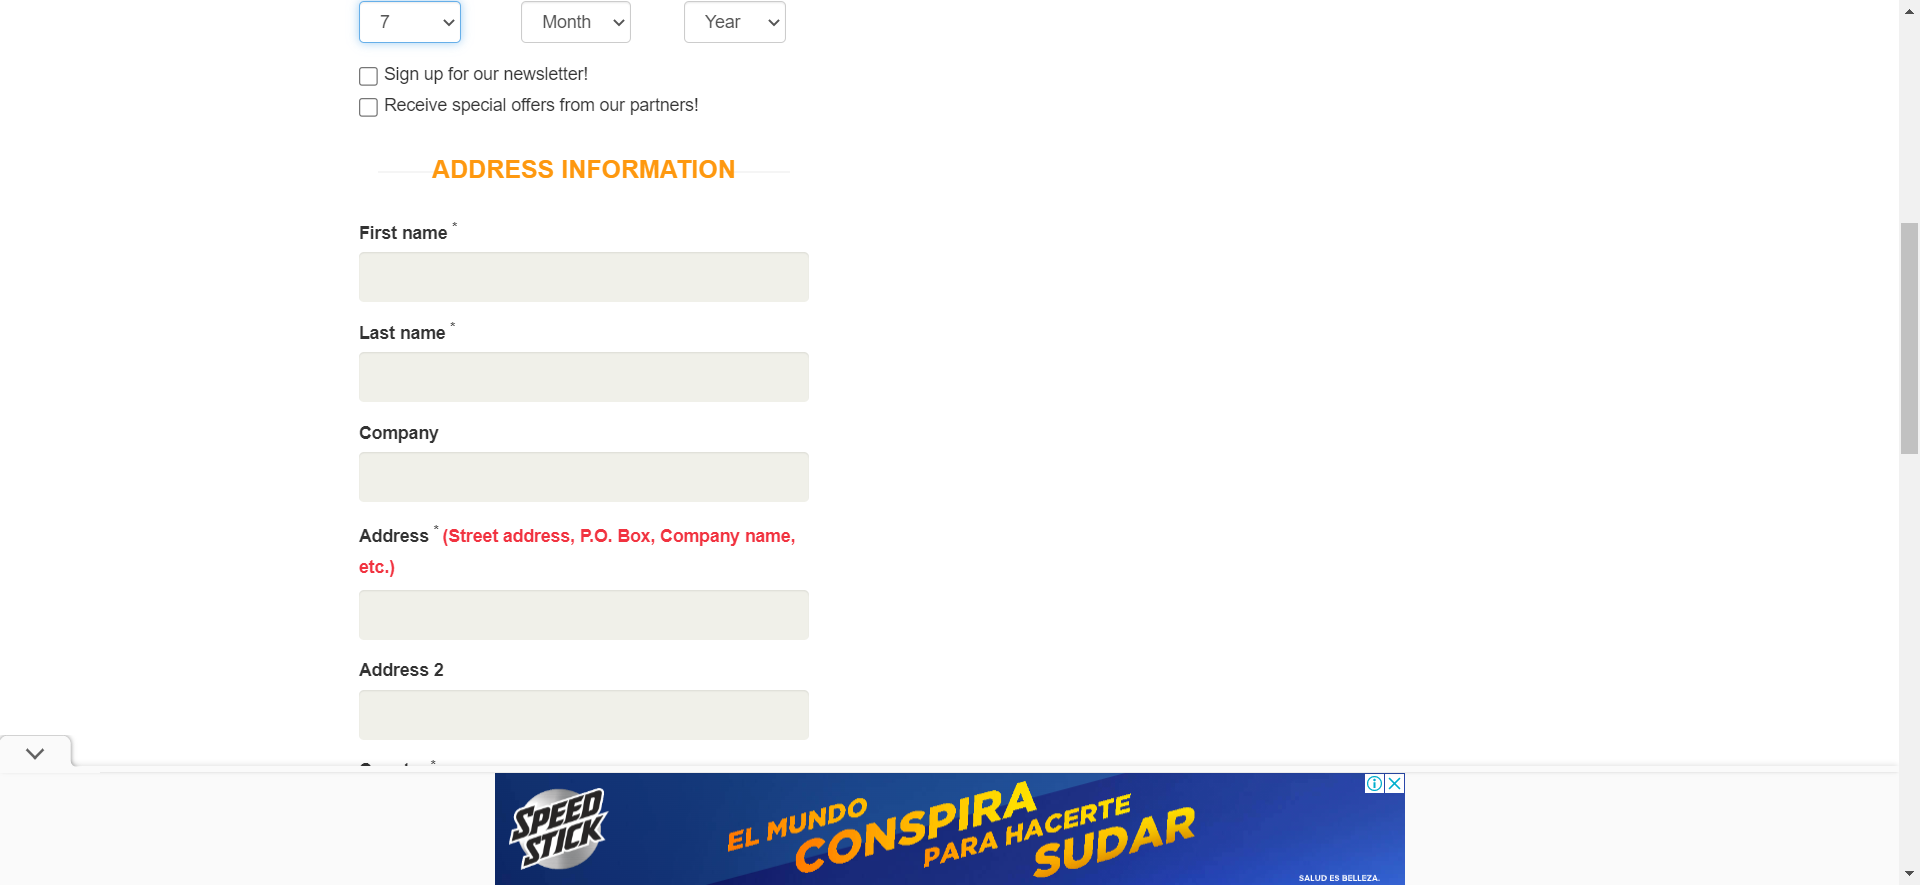 7 Month Year
Sign up for our newsletter!
Receive special offers from our partners!
ADDRESS INFORMATION
First name *
Last name *
Company
Address * (Street address, P.O. Box, Company name,
etc.)
Address 2
SPEED
STICK
EL MUNDO
CONSPIRA
PARA HACERTE
SUDAR
SALUD ES BELLEZA.